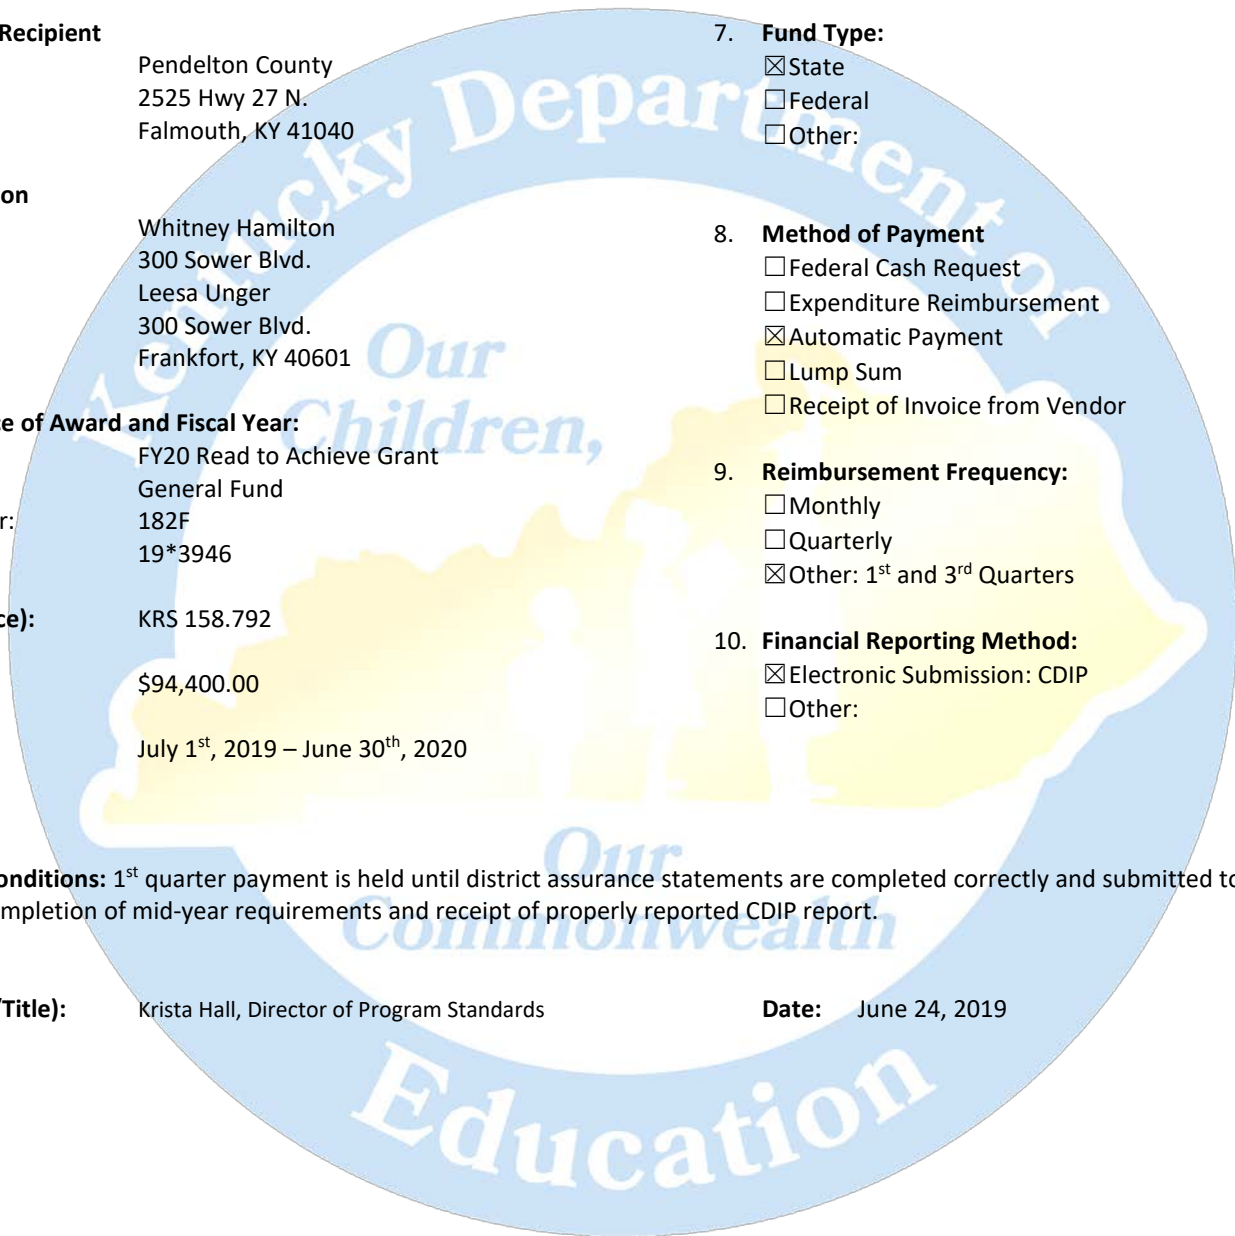 Recipient
Pendelton County
2525 Hwy 27 N.
Falmouth, KY 41040
on
Whitney Hamilton
300 Sower Blvd.
Leesa Unger
300 Sower Blvd.
Frankfort, KY 40601
e of Award and Fiscal Year:
FY20 Read to Achieve Grant
General Fund
r: 182F
19*3946
ce): KRS 158.792
$94,400.00
July 1st, 2019 – June 30th, 2020
7. Fund Type:
☒State
☐Federal
☐Other:
8. Method of Payment
☐Federal Cash Request
☐Expenditure Reimbursement
☒Automatic Payment
☐Lump Sum
☐Receipt of Invoice from Vendor
9. Reimbursement Frequency:
☐Monthly
☐Quarterly
☒Other: 1st and 3rd Quarters
10. Financial Reporting Method:
☒Electronic Submission: CDIP
☐Other:
onditions: 1st quarter payment is held until district assurance statements are completed correctly and submitted to
mpletion of mid-year requirements and receipt of properly reported CDIP report.
/Title): Krista Hall, Director of Program Standards Date: June 24, 2019
Kentucky Department of
Education
Our
Children,
Our
Commonwealth